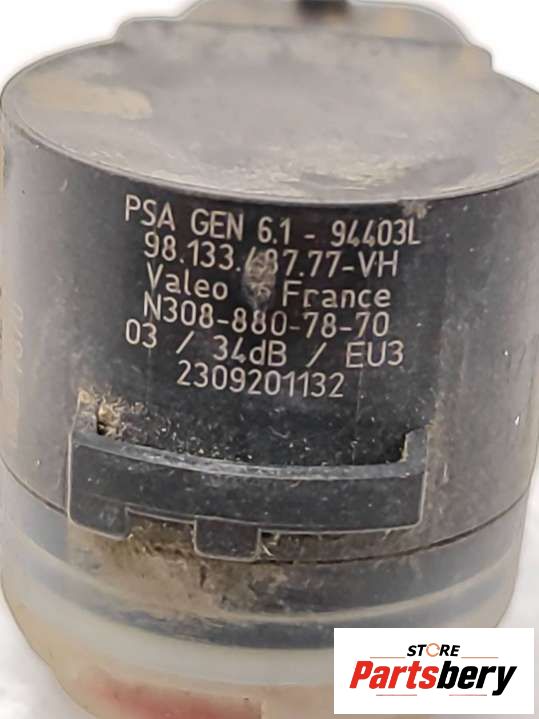 PSA GEN 6.1 - 94403L
Valeo France
N308-880-78-70
03 / 34dB / EU3
2309201132
STORE
Partsbery